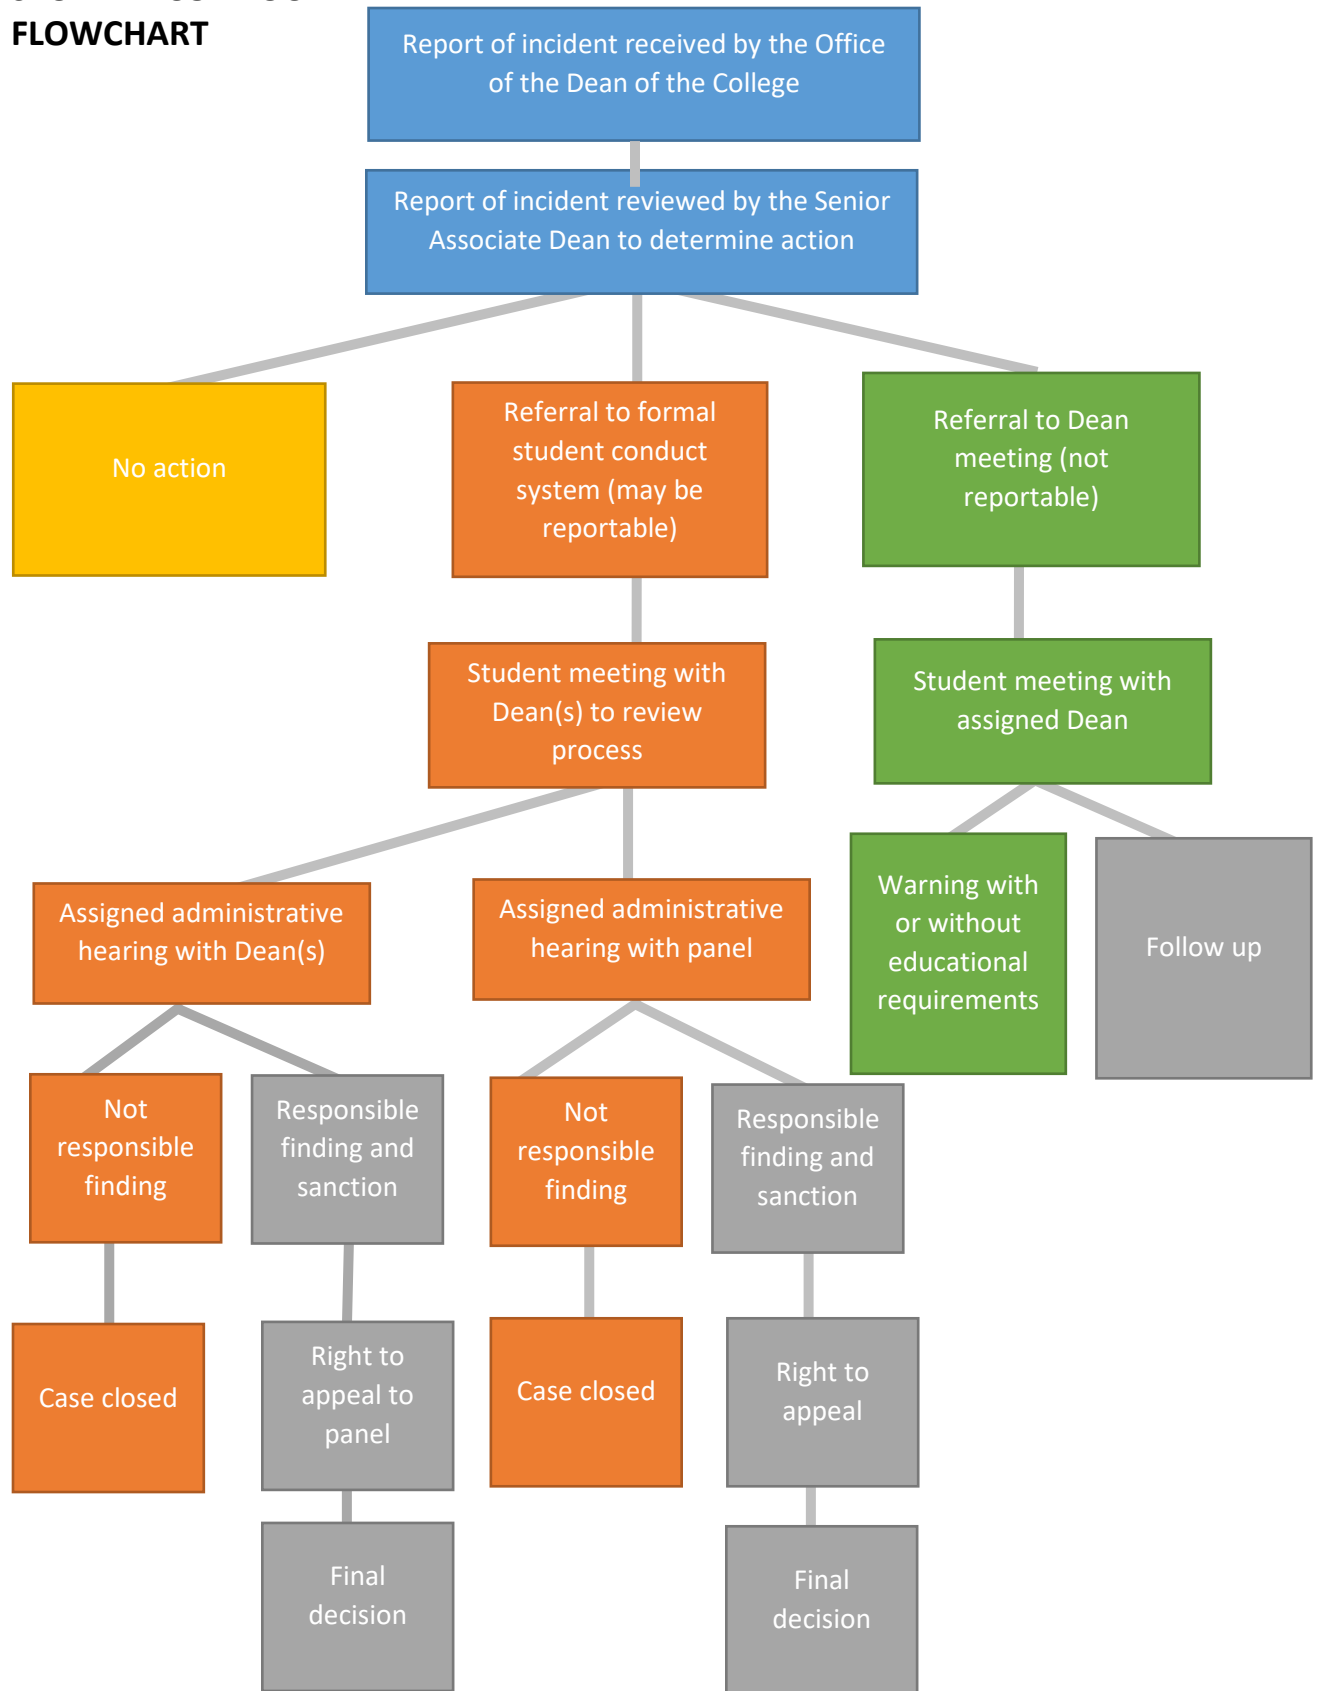 FLOWCHART
Report of incident received by the Office
of the Dean of the College
Report of incident reviewed by the Senior
Associate Dean to determine action
No action
Referral to formal
student conduct
system (may be
reportable)
Referral to Dean
meeting (not
reportable)
Student meeting with
Dean(s) to review
process
Student meeting with
assigned Dean
Assigned administrative
hearing with Dean(s)
Assigned administrative
hearing with panel
Warning with
or without
educational
requirements
Follow up
Not
responsible
finding
Responsible
finding and
sanction
Not
responsible
finding
Responsible
finding and
sanction
Case closed
Right to
appeal to
panel
Case closed
Right to
appeal
Final
decision
Final
decision